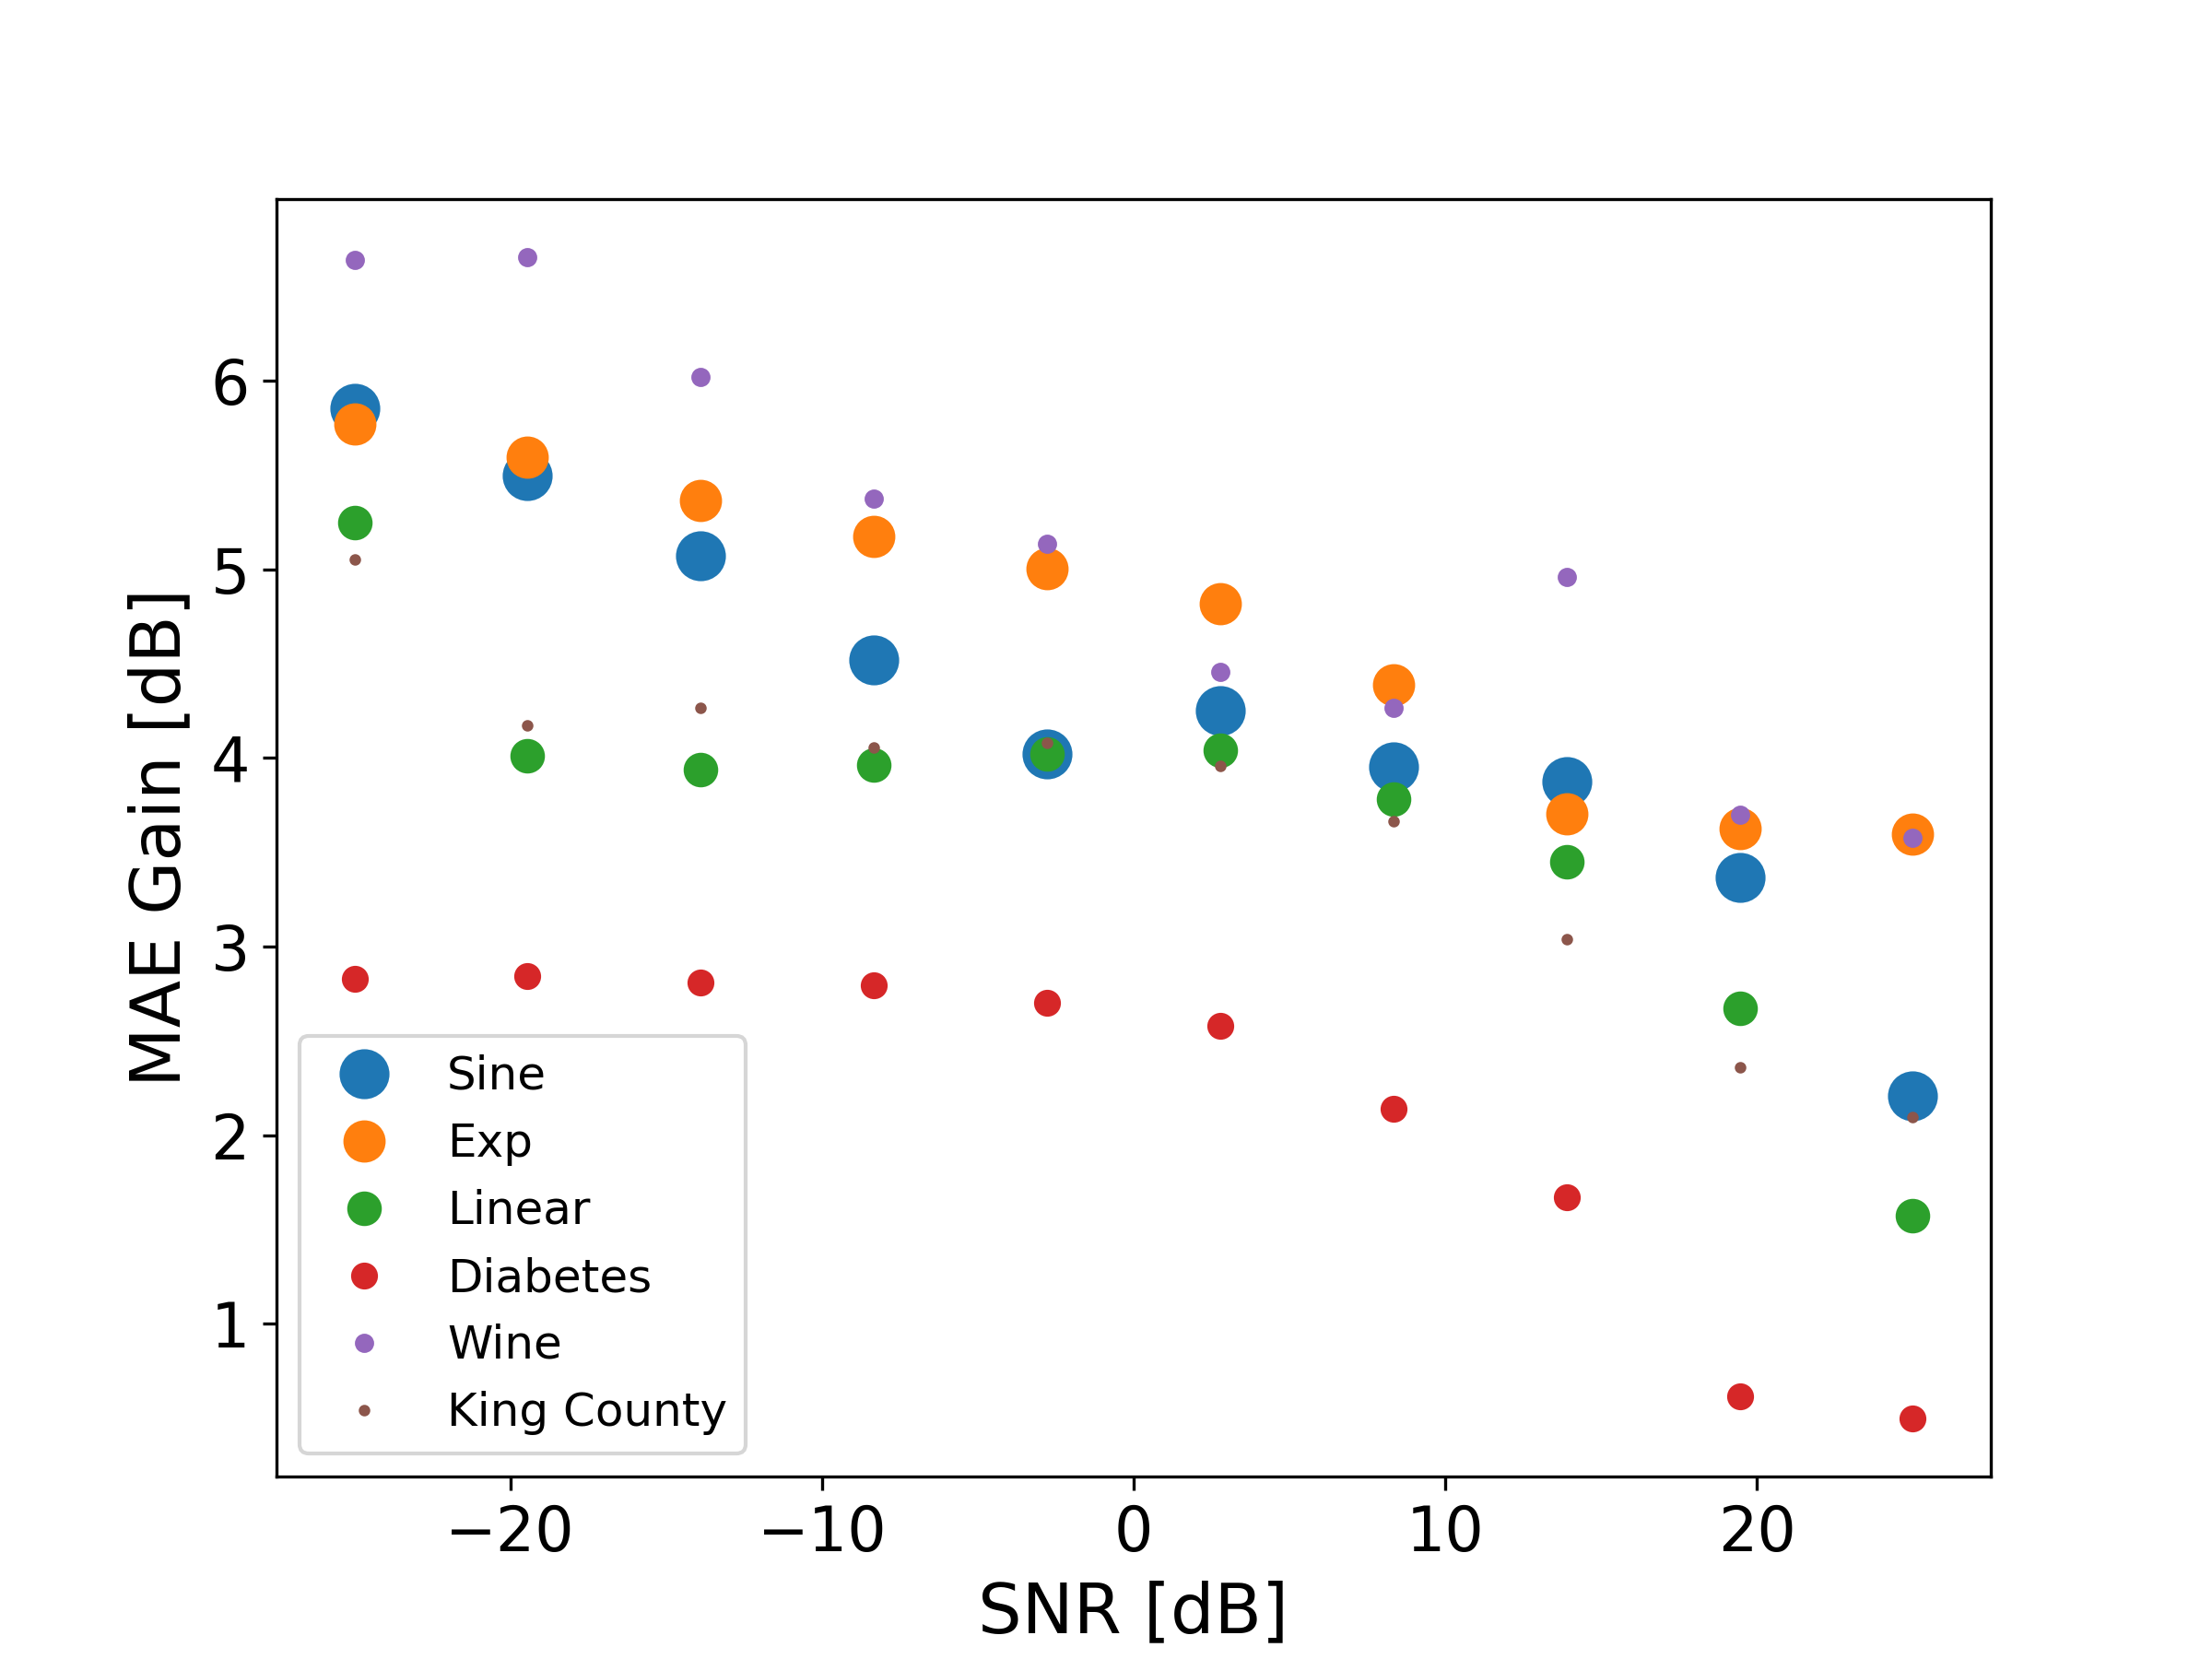 MAE Gain [dB]
6
5
4
3
2
1
Sine
Exp
Linear
Diabetes
Wine
King County
−20 −10 0 10 20
SNR [dB]